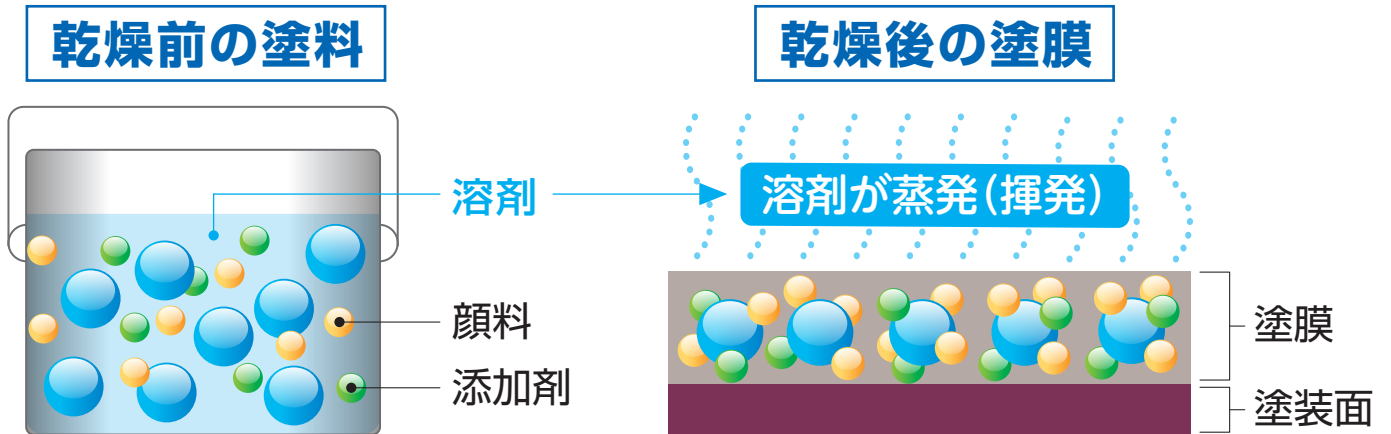 乾燥前の塗料
乾燥後の塗膜
溶剤
溶剤が蒸発(揮発)
顔料
添加剤
塗膜
塗装面